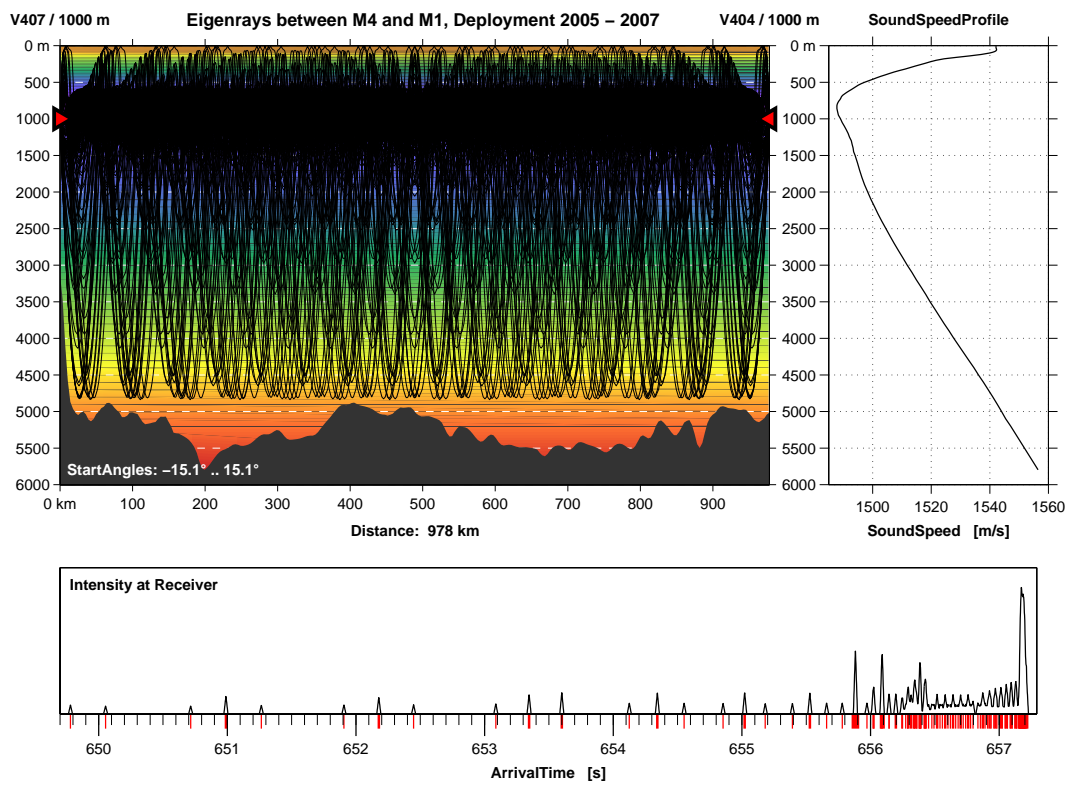 V407 / 1000 m Eigenrays between M4 and M1, Deployment 2005 – 2007 V404 / 1000 m SoundSpeedProfile
0 m 0 m
500 500
1000 1000
1500 1500
2000 2000
2500 2500
3000 3000
3500 3500
4000 4000
4500 4500
5000 5000
5500 5500
StartAngles: −15.1° .. 15.1°
6000 6000
0 km 100 200 300 400 500 600 700 800 900 1500 1520 1540 1560
Distance: 978 km SoundSpeed [m/s]
Intensity at Receiver
650 651 652 653 654 655 656 657
ArrivalTime [s]